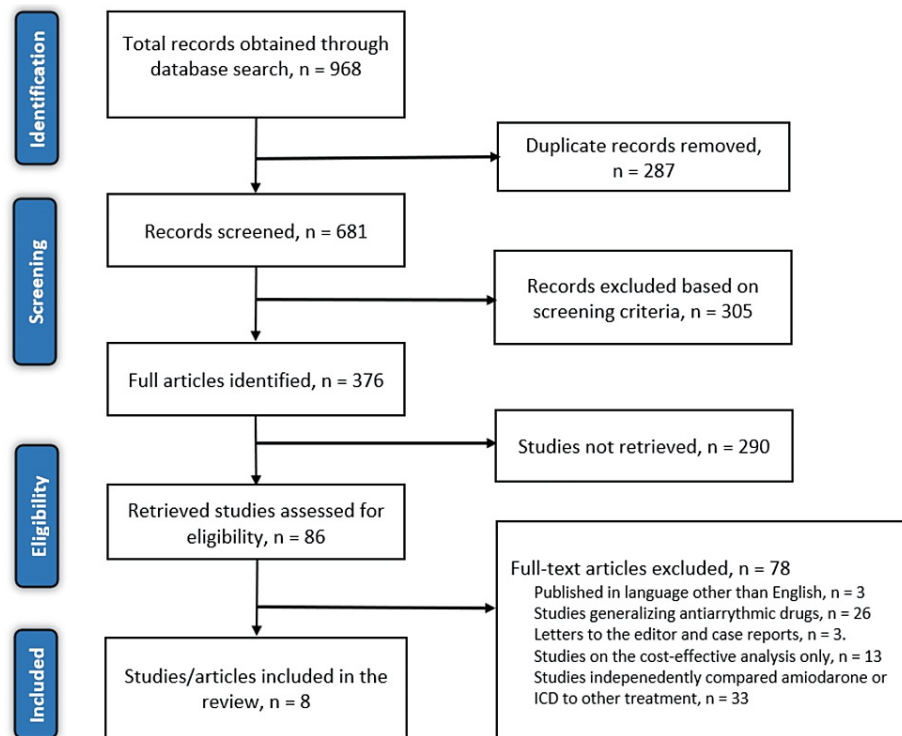 Identification
Total records obtained through
database search, n = 968
Duplicate records removed,
n = 287
Screening
Records screened, n = 681
Records excluded based on
screening criteria, n = 305
Full articles identified, n = 376
Studies not retrieved, n = 290
Eligibility
Retrieved studies assessed for
eligibility, n = 86
Full-text articles excluded, n = 78
Published in language other than English, n = 3
Studies generalizing antiarrythmic drugs, n = 26
Letters to the editor and case reports, n = 3.
Studies on the cost-effective analysis only, n = 13
Studies indepenedently compared amiodarone or
ICD to other treatment, n = 33
Included
Studies/articles included in the
review, n = 8